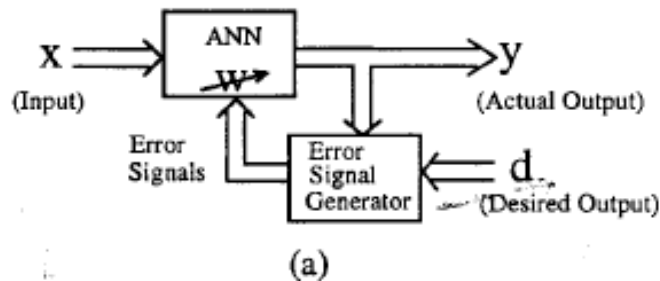 ANN
x
W
y
(Input)
(Actual Output)
Error
Signals
Error
Signal
Generator
d
(Desired Output)
(a)